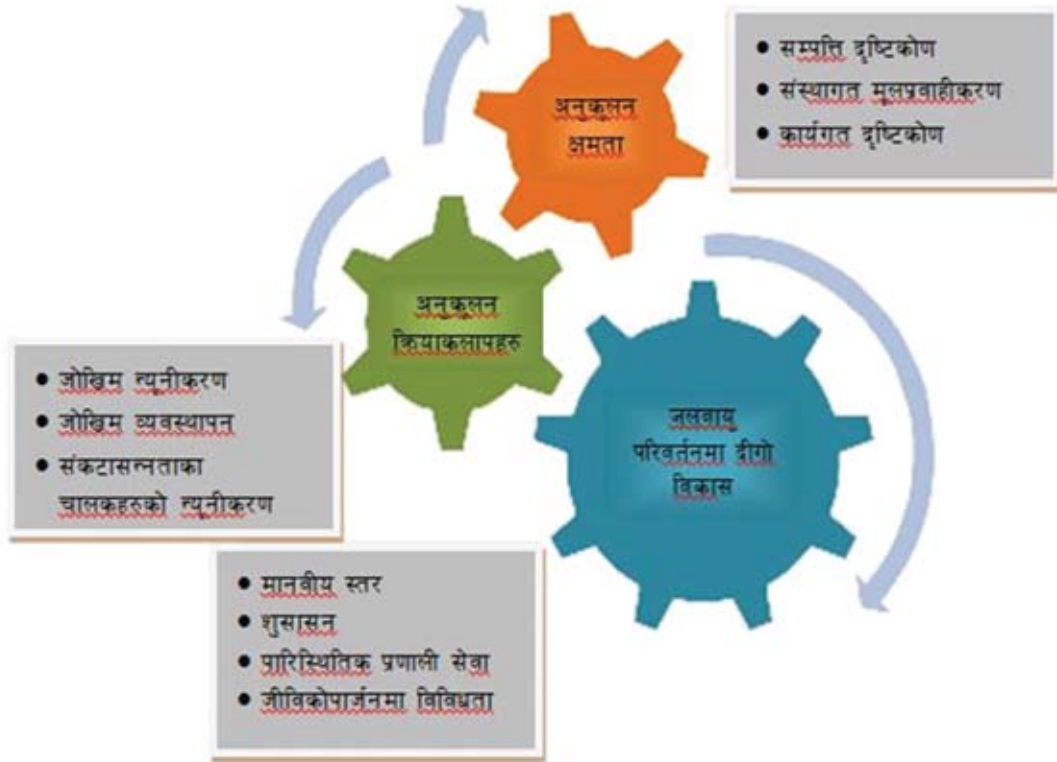 अनुकूलन
क्षमता
● सम्पत्ति दृष्टिकोण
● संस्थागत मूलप्रवाहीकरण
● कार्यगत दृष्टिकोण
अनुकूलन
क्रियाकलापहरु
● जोखिम न्यूनीकरण
● जोखिम व्यवस्थापन
● संकटासन्नताका
चालकहरुको न्यूनीकरण
जलवायु
परिवर्तनमा दीगो
विकास
● मानवीय स्तर
● शुसासन
● पारिस्थितिक प्रणाली सेवा
● जीविकोपार्जनमा विविधता